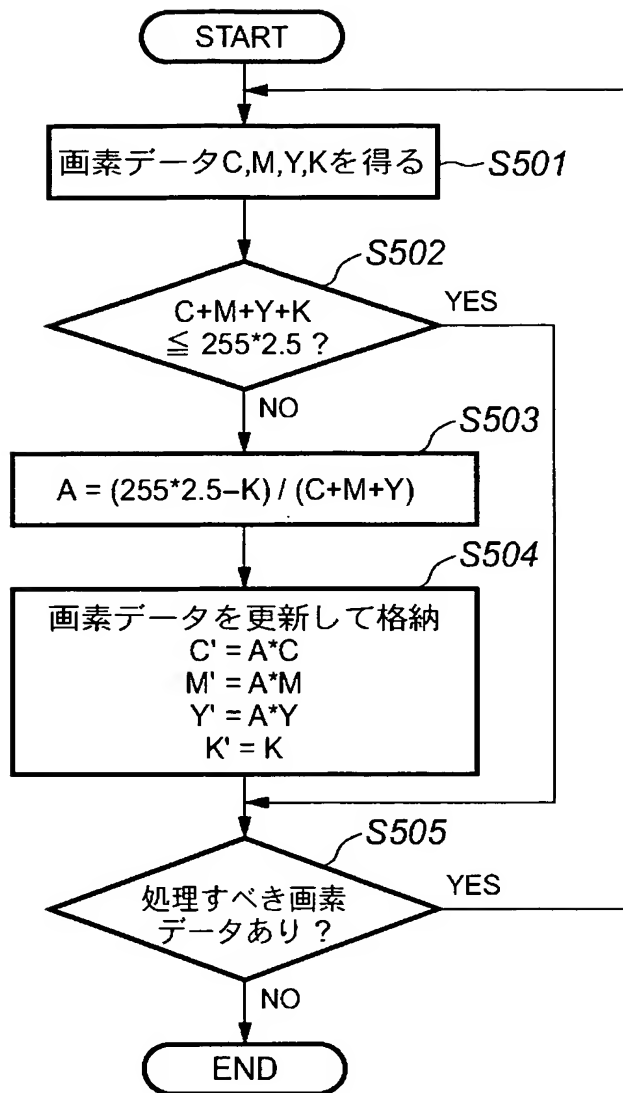 START
画素データC,M,Y,Kを得る
S501
S502
C+M+Y+K
≦ 255*2.5 ?
YES
NO
S503
A = (255*2.5–K) / (C+M+Y)
S504
画素データを更新して格納
C' = A*C
M' = A*M
Y' = A*Y
K' = K
S505
処理すべき画素
データあり ?
YES
NO
END